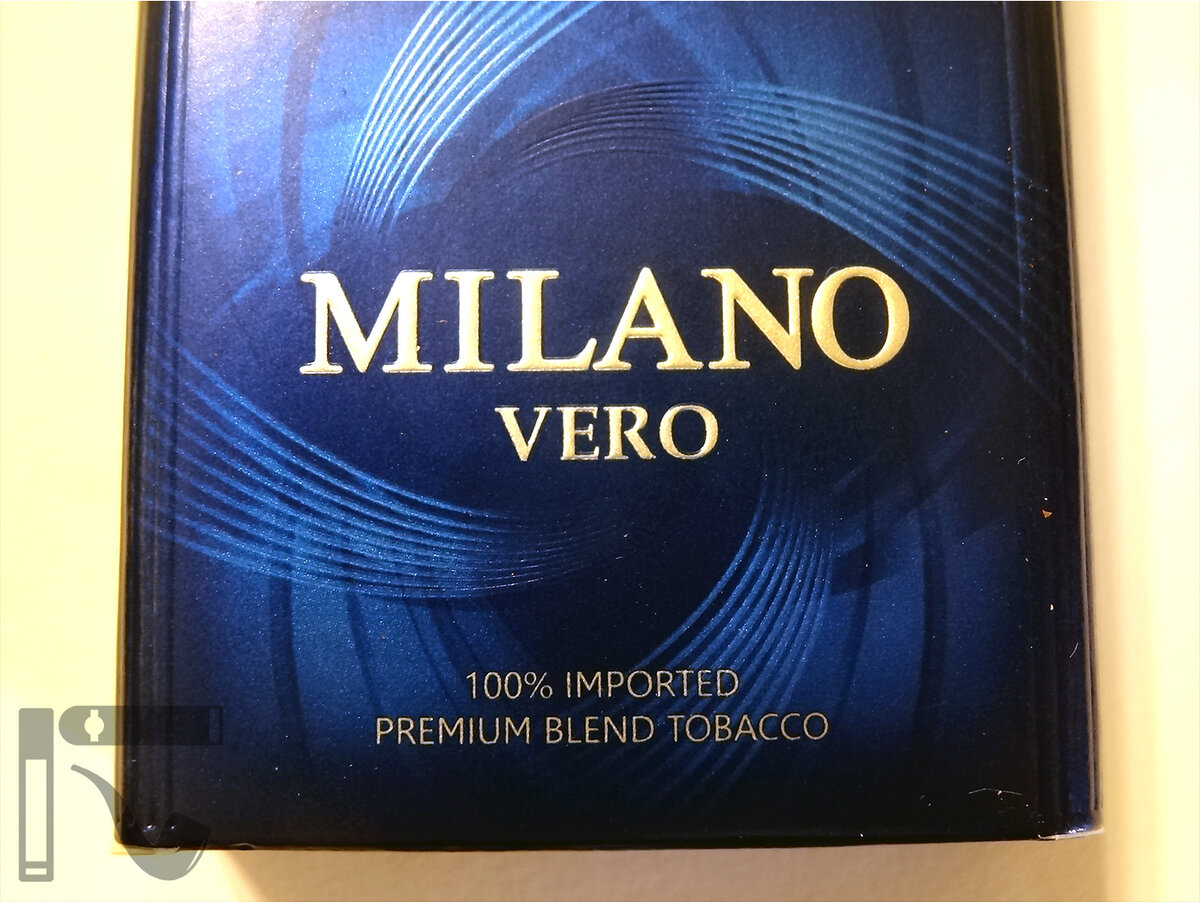 MILANO
VERO
100% IMPORTED
PREMIUM BLEND TOBACCO